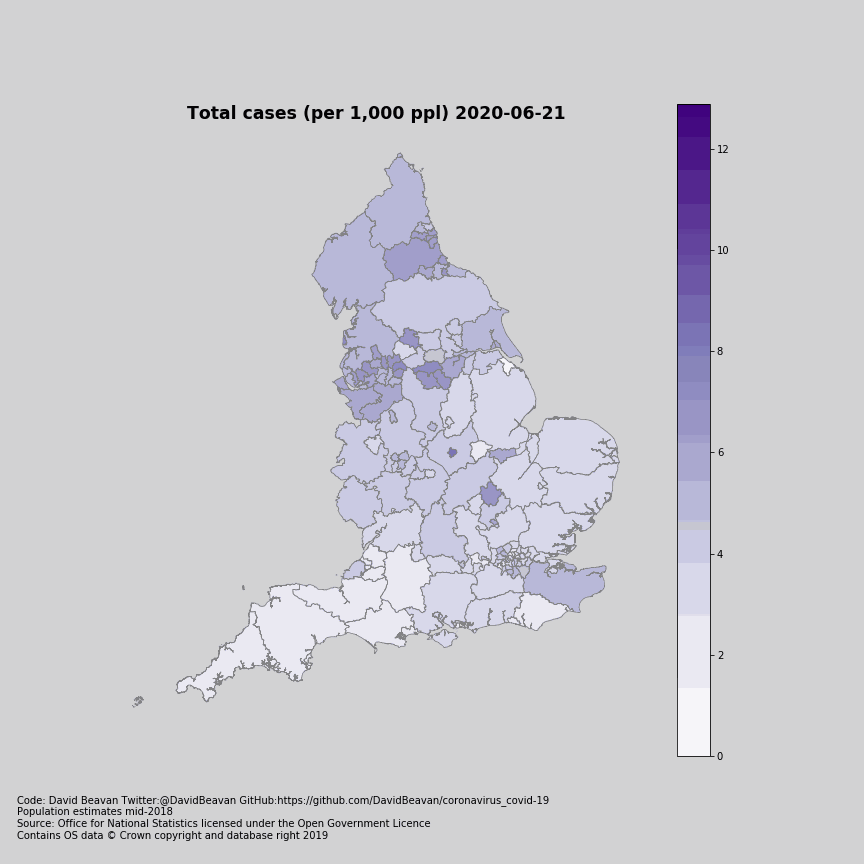 Total cases (per 1,000 ppl) 2020-06-21
12
10
8
6
4
2
0
Code: David Beavan Twitter:@DavidBeavan GitHub:https://github.com/DavidBeavan/coronavirus_covid-19
Population estimates mid-2018
Source: Office for National Statistics licensed under the Open Government Licence
Contains OS data © Crown copyright and database right 2019